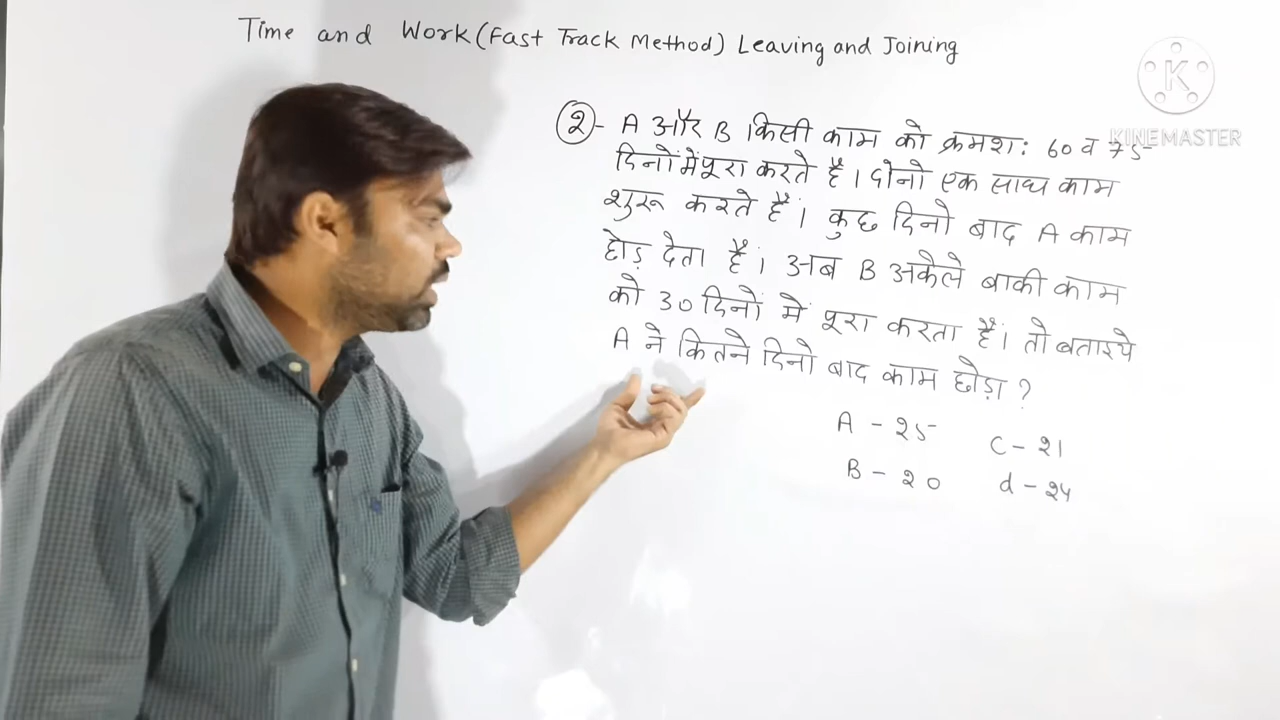 Time and Work (Fast Track Method) Leaving and Joining
K
KINEMASTER
२- A और B किसी काम को क्रमश: 60 व 75
दिनों में पूरा करते है। दोनो एक साथ काम
शुरू करते हैं। कुछ दिनो बाद A काम
छोड़ देता है। अब B अकेले बाकी काम
को 30 दिनों में पूरा करता हैं। तो बताइये
A ने कितने दिनो बाद काम छोड़ा ?
A - 25 C - 21
B - 20 d - 24